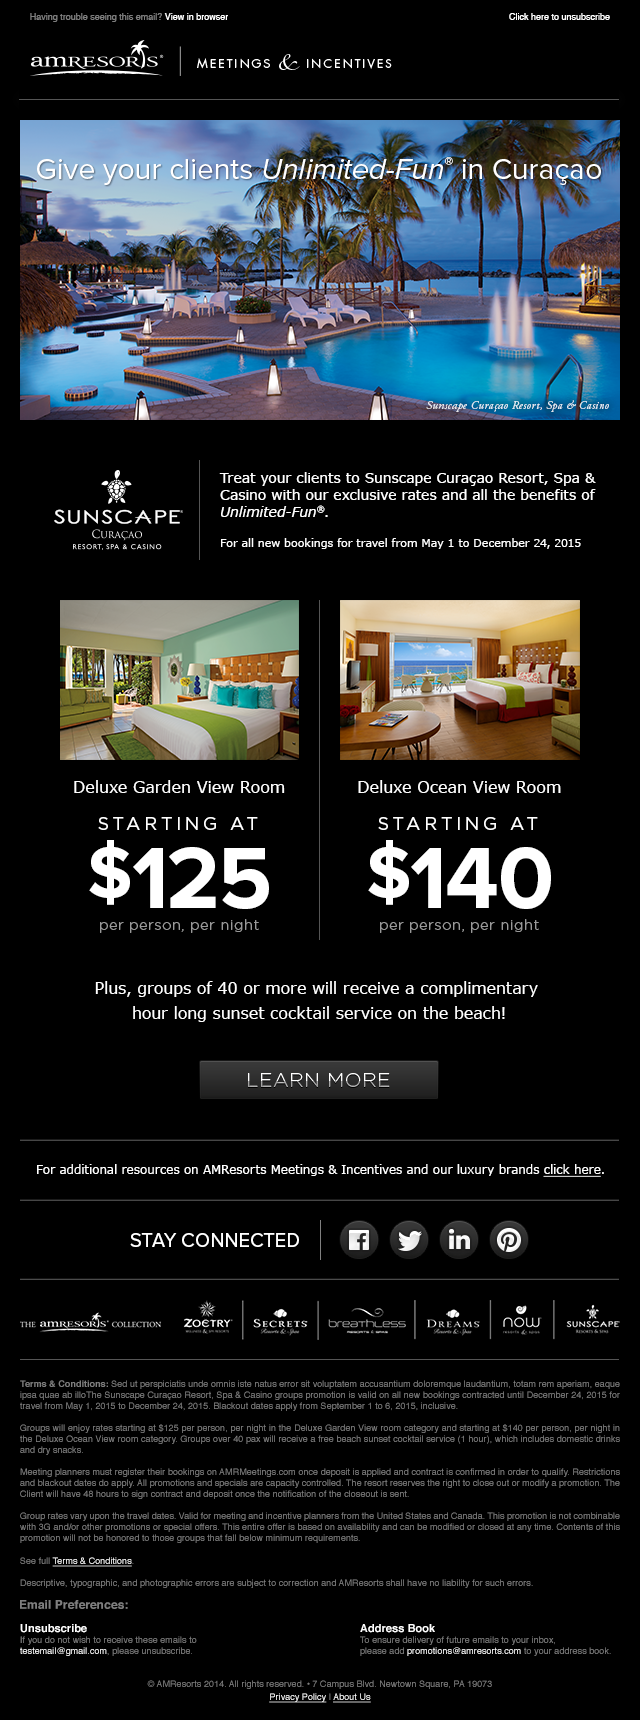 Having trouble seeing this email? View in browser
Click here to unsubscribe
amRESORTS®
MEETINGS & INCENTIVES
Give your clients Unlimited-Fun® in Curaçao
Sunscape Curaçao Resort, Spa & Casino
SUNSCAPE®
CURAÇAO
RESORT, SPA & CASINO
Treat your clients to Sunscape Curaçao Resort, Spa &
Casino with our exclusive rates and all the benefits of
Unlimited-Fun®.
For all new bookings for travel from May 1 to December 24, 2015
Deluxe Garden View Room
STARTING AT
$125
per person, per night
Deluxe Ocean View Room
STARTING AT
$140
per person, per night
Plus, groups of 40 or more will receive a complimentary
hour long sunset cocktail service on the beach!
LEARN MORE
For additional resources on AMResorts Meetings & Incentives and our luxury brands click here.
STAY CONNECTED
THE amRESORTS® COLLECTION
ZOËTRY
WELLNESS & SPA RESORTS
SECRETS
Resorts & Spas
breathless
RESORTS & SPAS
DREAMS
Resorts & Spas
now
resorts & spas
SUNSCAPE
RESORTS & SPAS
Terms & Conditions: Sed ut perspiciatis unde omnis iste natus error sit voluptatem accusantium doloremque laudantium, totam rem aperiam, eaque
ipsa quae ab illoThe Sunscape Curaçao Resort, Spa & Casino groups promotion is valid on all new bookings contracted until December 24, 2015 for
travel from May 1, 2015 to December 24, 2015. Blackout dates apply from September 1 to 6, 2015, inclusive.
Groups will enjoy rates starting at $125 per person, per night in the Deluxe Garden View room category and starting at $140 per person, per night in
the Deluxe Ocean View room category. Groups over 40 pax will receive a free beach sunset cocktail service (1 hour), which includes domestic drinks
and dry snacks.
Meeting planners must register their bookings on AMRMeetings.com once deposit is applied and contract is confirmed in order to qualify. Restrictions
and blackout dates do apply. All promotions and specials are capacity controlled. The resort reserves the right to close out or modify a promotion. The
Client will have 48 hours to sign contract and deposit once the notification of the closeout is sent.
Group rates vary upon the travel dates. Valid for meeting and incentive planners from the United States and Canada. This promotion is not combinable
with 3G and/or other promotions or special offers. This entire offer is based on availability and can be modified or closed at any time. Contents of this
promotion will not be honored to those groups that fall below minimum requirements.
See full Terms & Conditions.
Descriptive, typographic, and photographic errors are subject to correction and AMResorts shall have no liability for such errors.
Email Preferences:
Unsubscribe
If you do not wish to receive these emails to
testemail@gmail.com, please unsubscribe.
Address Book
To ensure delivery of future emails to your inbox,
please add promotions@amresorts.com to your address book.
© AMResorts 2014. All rights reserved. • 7 Campus Blvd. Newtown Square, PA 19073
Privacy Policy | About Us